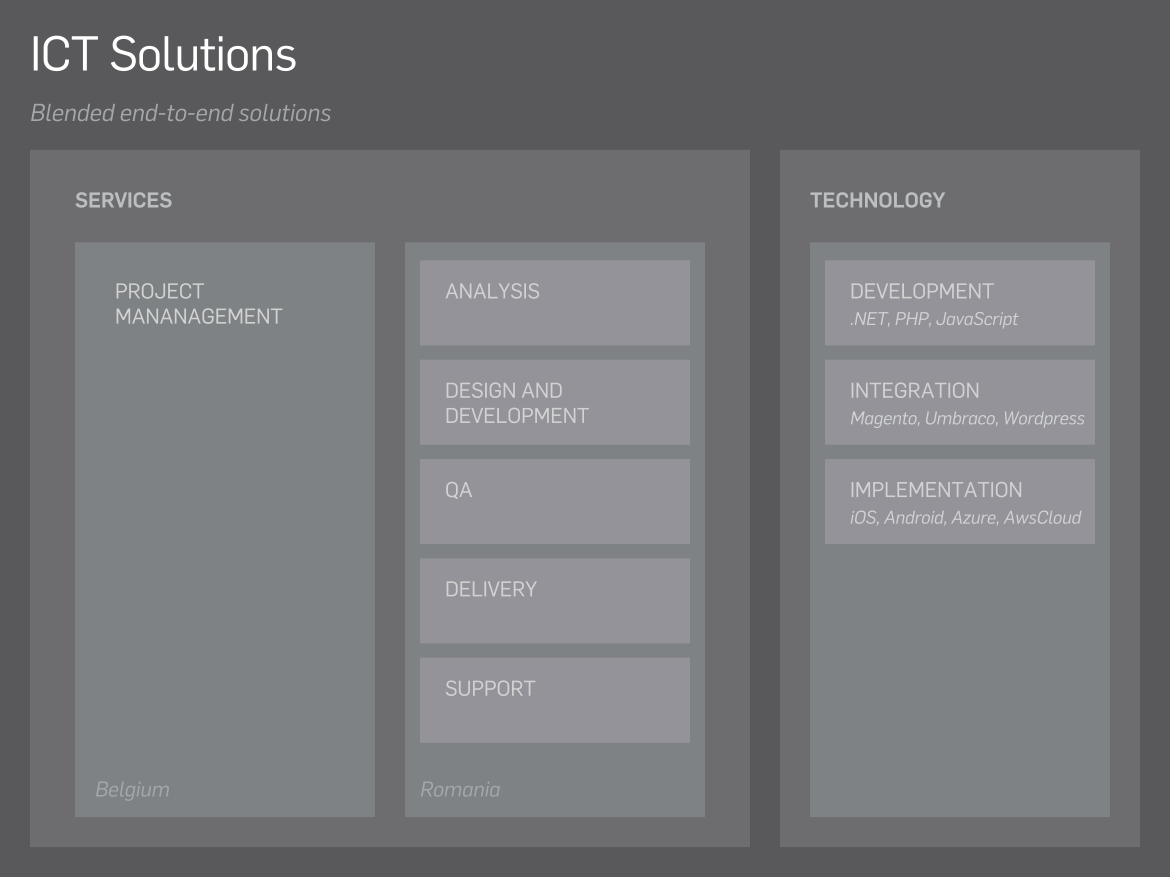 ICT Solutions
Blended end-to-end solutions
SERVICES
PROJECT
MANANAGEMENT
Belgium
ANALYSIS
DESIGN AND
DEVELOPMENT
QA
DELIVERY
SUPPORT
Romania
TECHNOLOGY
DEVELOPMENT
.NET, PHP, JavaScript
INTEGRATION
Magento, Umbraco, Wordpress
IMPLEMENTATION
iOS, Android, Azure, AwsCloud